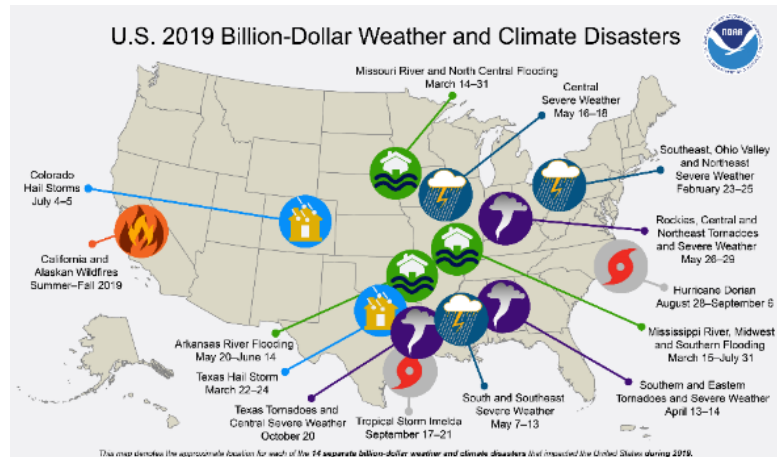 U.S. 2019 Billion-Dollar Weather and Climate Disasters
NOAA
Missouri River and North Central Flooding
March 14–31
Central
Severe Weather
May 16–18
Southeast, Ohio Valley
and Northeast
Severe Weather
February 23–25
Colorado
Hail Storms
July 4–5
Rockies, Central and
Northeast Tornadoes
and Severe Weather
May 26–29
California and
Alaskan Wildfires
Summer–Fall 2019
Hurricane Dorian
August 28–September 6
Arkansas River Flooding
May 20–June 14
Mississippi River, Midwest
and Southern Flooding
March 15–July 31
Texas Hail Storm
March 22–24
Southern and Eastern
Tornadoes and Severe Weather
April 13–14
Texas Tornadoes and
Central Severe Weather
October 20
Tropical Storm Imelda
September 17–21
South and Southeast
Severe Weather
May 7–13
This map denotes the approximate location for each of the 14 separate billion-dollar weather and climate disasters that impacted the United States during 2019.